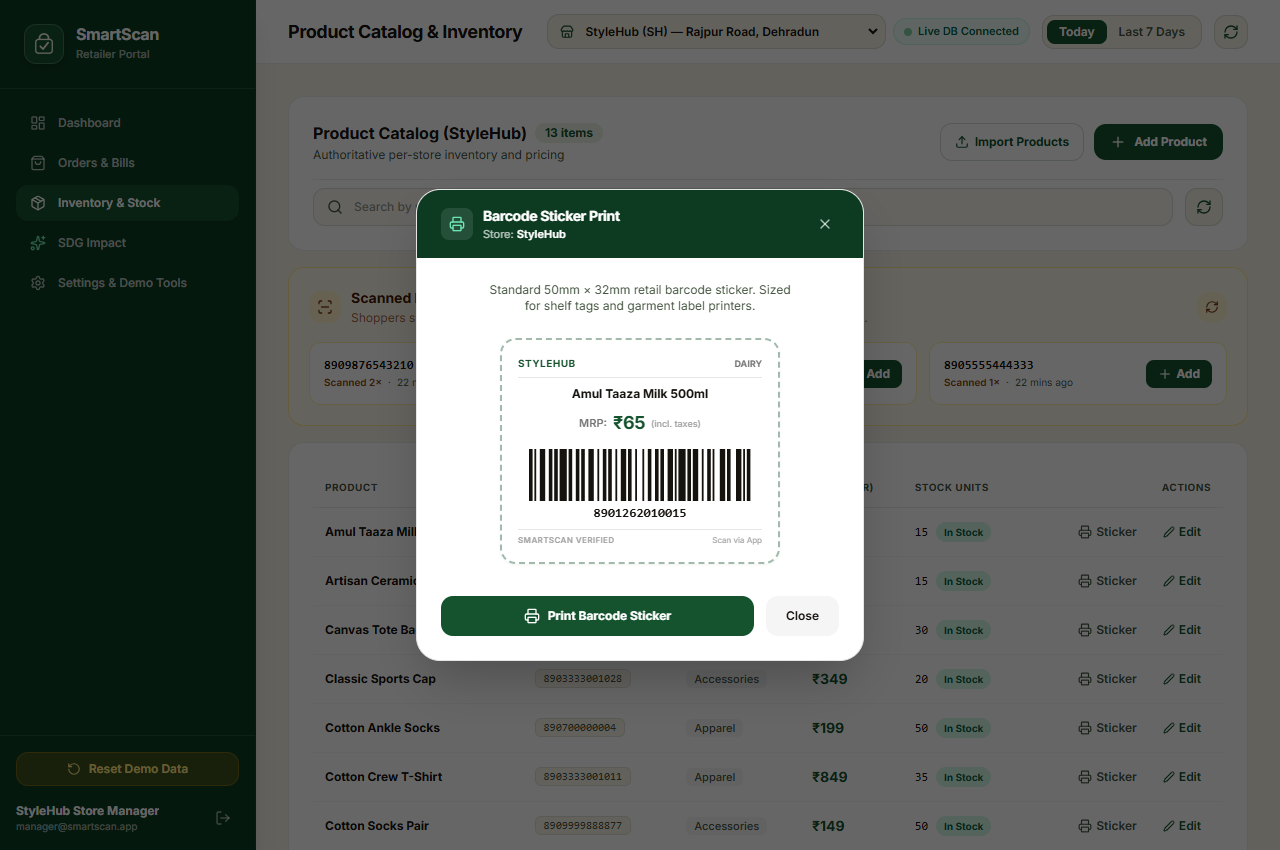 SmartScan
Retailer Portal
Dashboard
Orders & Bills
Inventory & Stock
SDG Impact
Settings & Demo Tools
Reset Demo Data
StyleHub Store Manager
manager@smartscan.app
Product Catalog & Inventory
StyleHub (SH) — Rajpur Road, Dehradun
Live DB Connected
Today
Last 7 Days
Product Catalog (StyleHub)
13 items
Authoritative per-store inventory and pricing
Import Products
Add Product
Search by
Scanned
Shoppers
8909876543210
Scanned 2× · 22
Add
8905555444333
Scanned 1× · 22 mins ago
Add
Barcode Sticker Print
Store: StyleHub
Standard 50mm × 32mm retail barcode sticker. Sized
for shelf tags and garment label printers.
STYLEHUB
DAIRY
Amul Taaza Milk 500ml
MRP: ₹65 (incl. taxes)
8901262010015
SMARTSCAN VERIFIED
Scan via App
Print Barcode Sticker
Close
PRODUCT
STOCK UNITS
ACTIONS
Amul Taaza
15 In Stock Sticker Edit
Artisan
15 In Stock Sticker Edit
Canvas Tote
30 In Stock Sticker Edit
Classic Sports Cap 8903333001028 Accessories ₹349 20 In Stock Sticker Edit
Cotton Ankle Socks 890700000004 Apparel ₹199 50 In Stock Sticker Edit
Cotton Crew T-Shirt 8903333001011 Apparel ₹849 35 In Stock Sticker Edit
Cotton Socks Pair 8909999888877 Accessories ₹149 50 In Stock Sticker Edit